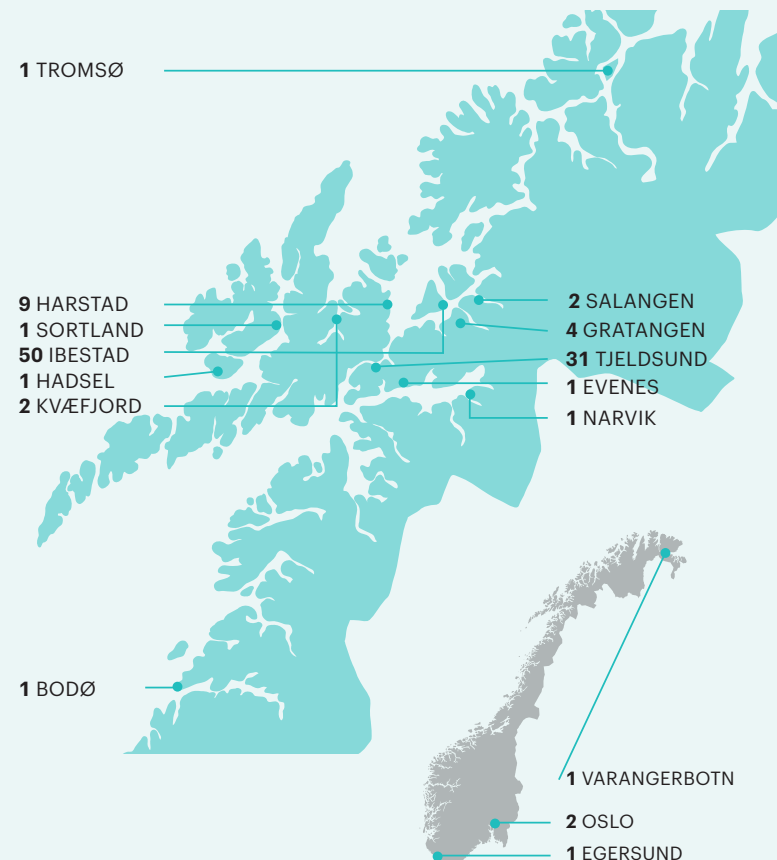 1 TROMSØ
9 HARSTAD
1 SORTLAND
50 IBESTAD
1 HADSEL
2 KVÆFJORD
2 SALANGEN
4 GRATANGEN
31 TJELDSUND
1 EVENES
1 NARVIK
1 BODØ
1 VARANGERBOTN
2 OSLO
1 EGERSUND